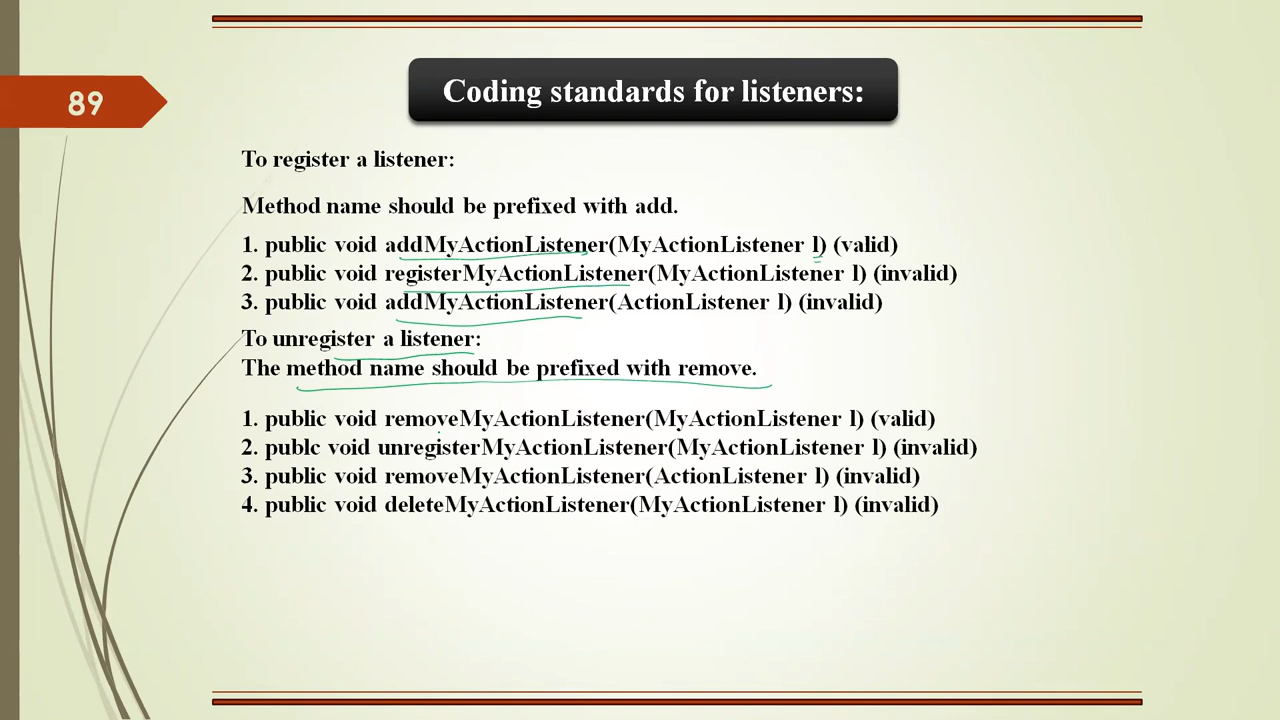 89
Coding standards for listeners:
To register a listener:
Method name should be prefixed with add.
1. public void addMyActionListener(MyActionListener l) (valid)
2. public void registerMyActionListener(MyActionListener l) (invalid)
3. public void addMyActionListener(ActionListener l) (invalid)
To unregister a listener:
The method name should be prefixed with remove.
1. public void removeMyActionListener(MyActionListener l) (valid)
2. publc void unregisterMyActionListener(MyActionListener l) (invalid)
3. public void removeMyActionListener(ActionListener l) (invalid)
4. public void deleteMyActionListener(MyActionListener l) (invalid)